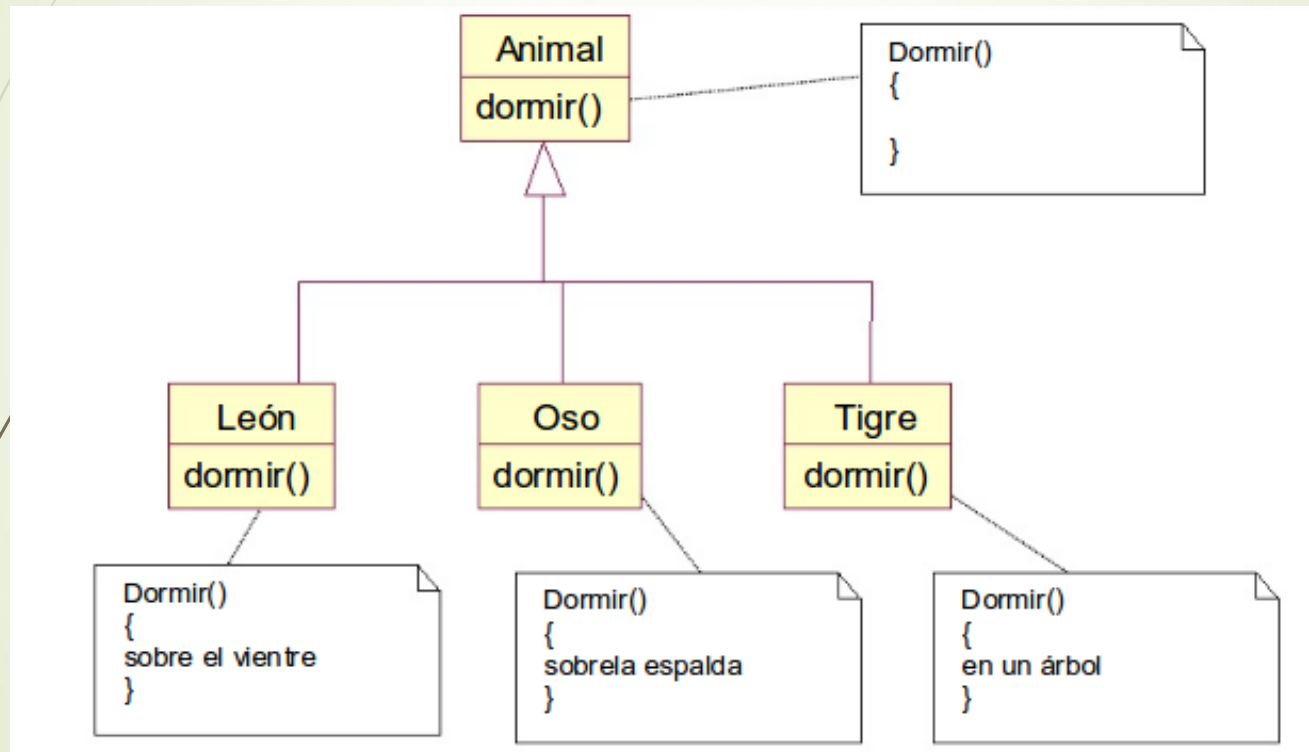 Animal
dormir()
Dormir()
{
}
León
dormir()
Oso
dormir()
Tigre
dormir()
Dormir()
{
sobre el vientre
}
Dormir()
{
sobrela espalda
}
Dormir()
{
en un árbol
}